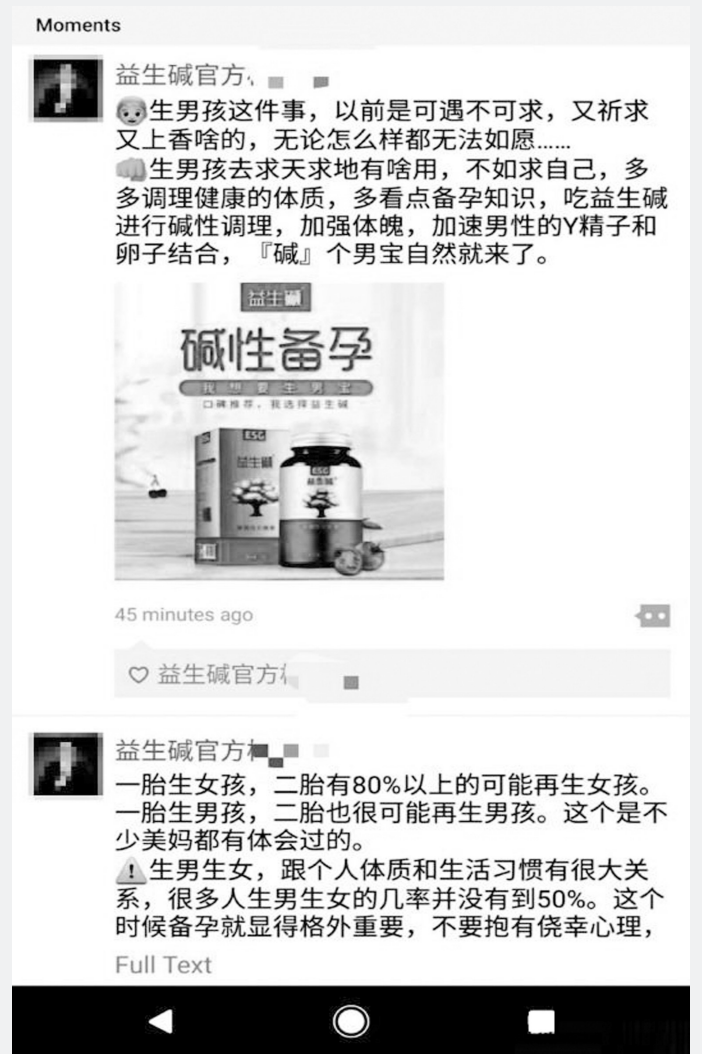 Moments
益生碱官方
👴生男孩这件事，以前是可遇不可求，又祈求
又上香啥的，无论怎么样都无法如愿……
👊生男孩去求天求地有啥用，不如求自己，多
多调理健康的体质，多看点备孕知识，吃益生碱
进行碱性调理，加强体魄，加速男性的Y精子和
卵子结合，『碱』个男宝自然就来了。
益生碱
碱性备孕
我想要生男宝
口碑推荐，我选择益生碱
ESG
益生碱
ESG
益生碱
45 minutes ago
益生碱官方
益生碱官方
一胎生女孩，二胎有80%以上的可能再生女孩。
一胎生男孩，二胎也很可能再生男孩。这个是不
少美妈都有体会过的。
⚠生男生女，跟个人体质和生活习惯有很大关
系，很多人生男生女的几率并没有到50%。这个
时候备孕就显得格外重要，不要抱有侥幸心理，
Full Text